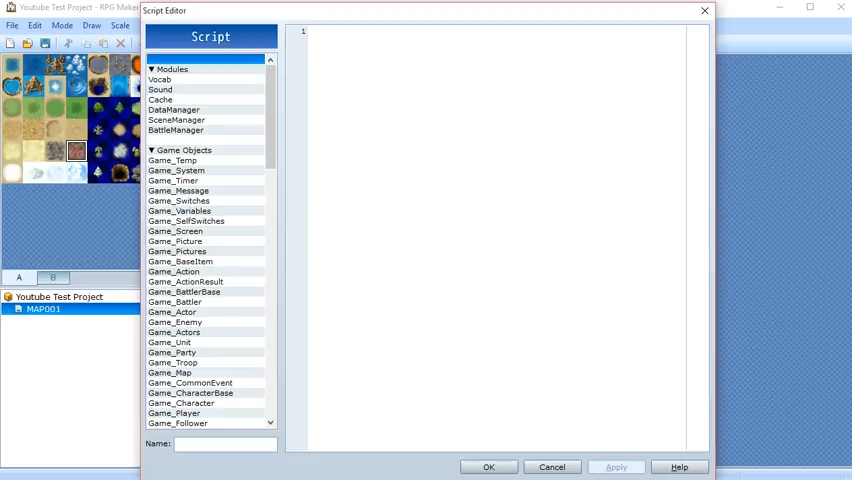 Youtube Test Project - RPG Maker
Script Editor
File Edit Mode Draw Scale
Script
1
▼ Modules
Vocab
Sound
Cache
DataManager
SceneManager
BattleManager
▼ Game Objects
Game_Temp
Game_System
Game_Timer
Game_Message
Game_Switches
Game_Variables
Game_SelfSwitches
Game_Screen
Game_Picture
Game_Pictures
Game_BaseItem
Game_Action
Game_ActionResult
Game_BattlerBase
Game_Battler
Game_Actor
Game_Enemy
Game_Actors
Game_Unit
Game_Party
Game_Troop
Game_Map
Game_CommonEvent
Game_CharacterBase
Game_Character
Game_Player
Game_Follower
A B
Youtube Test Project
MAP001
Name:
OK Cancel Apply Help